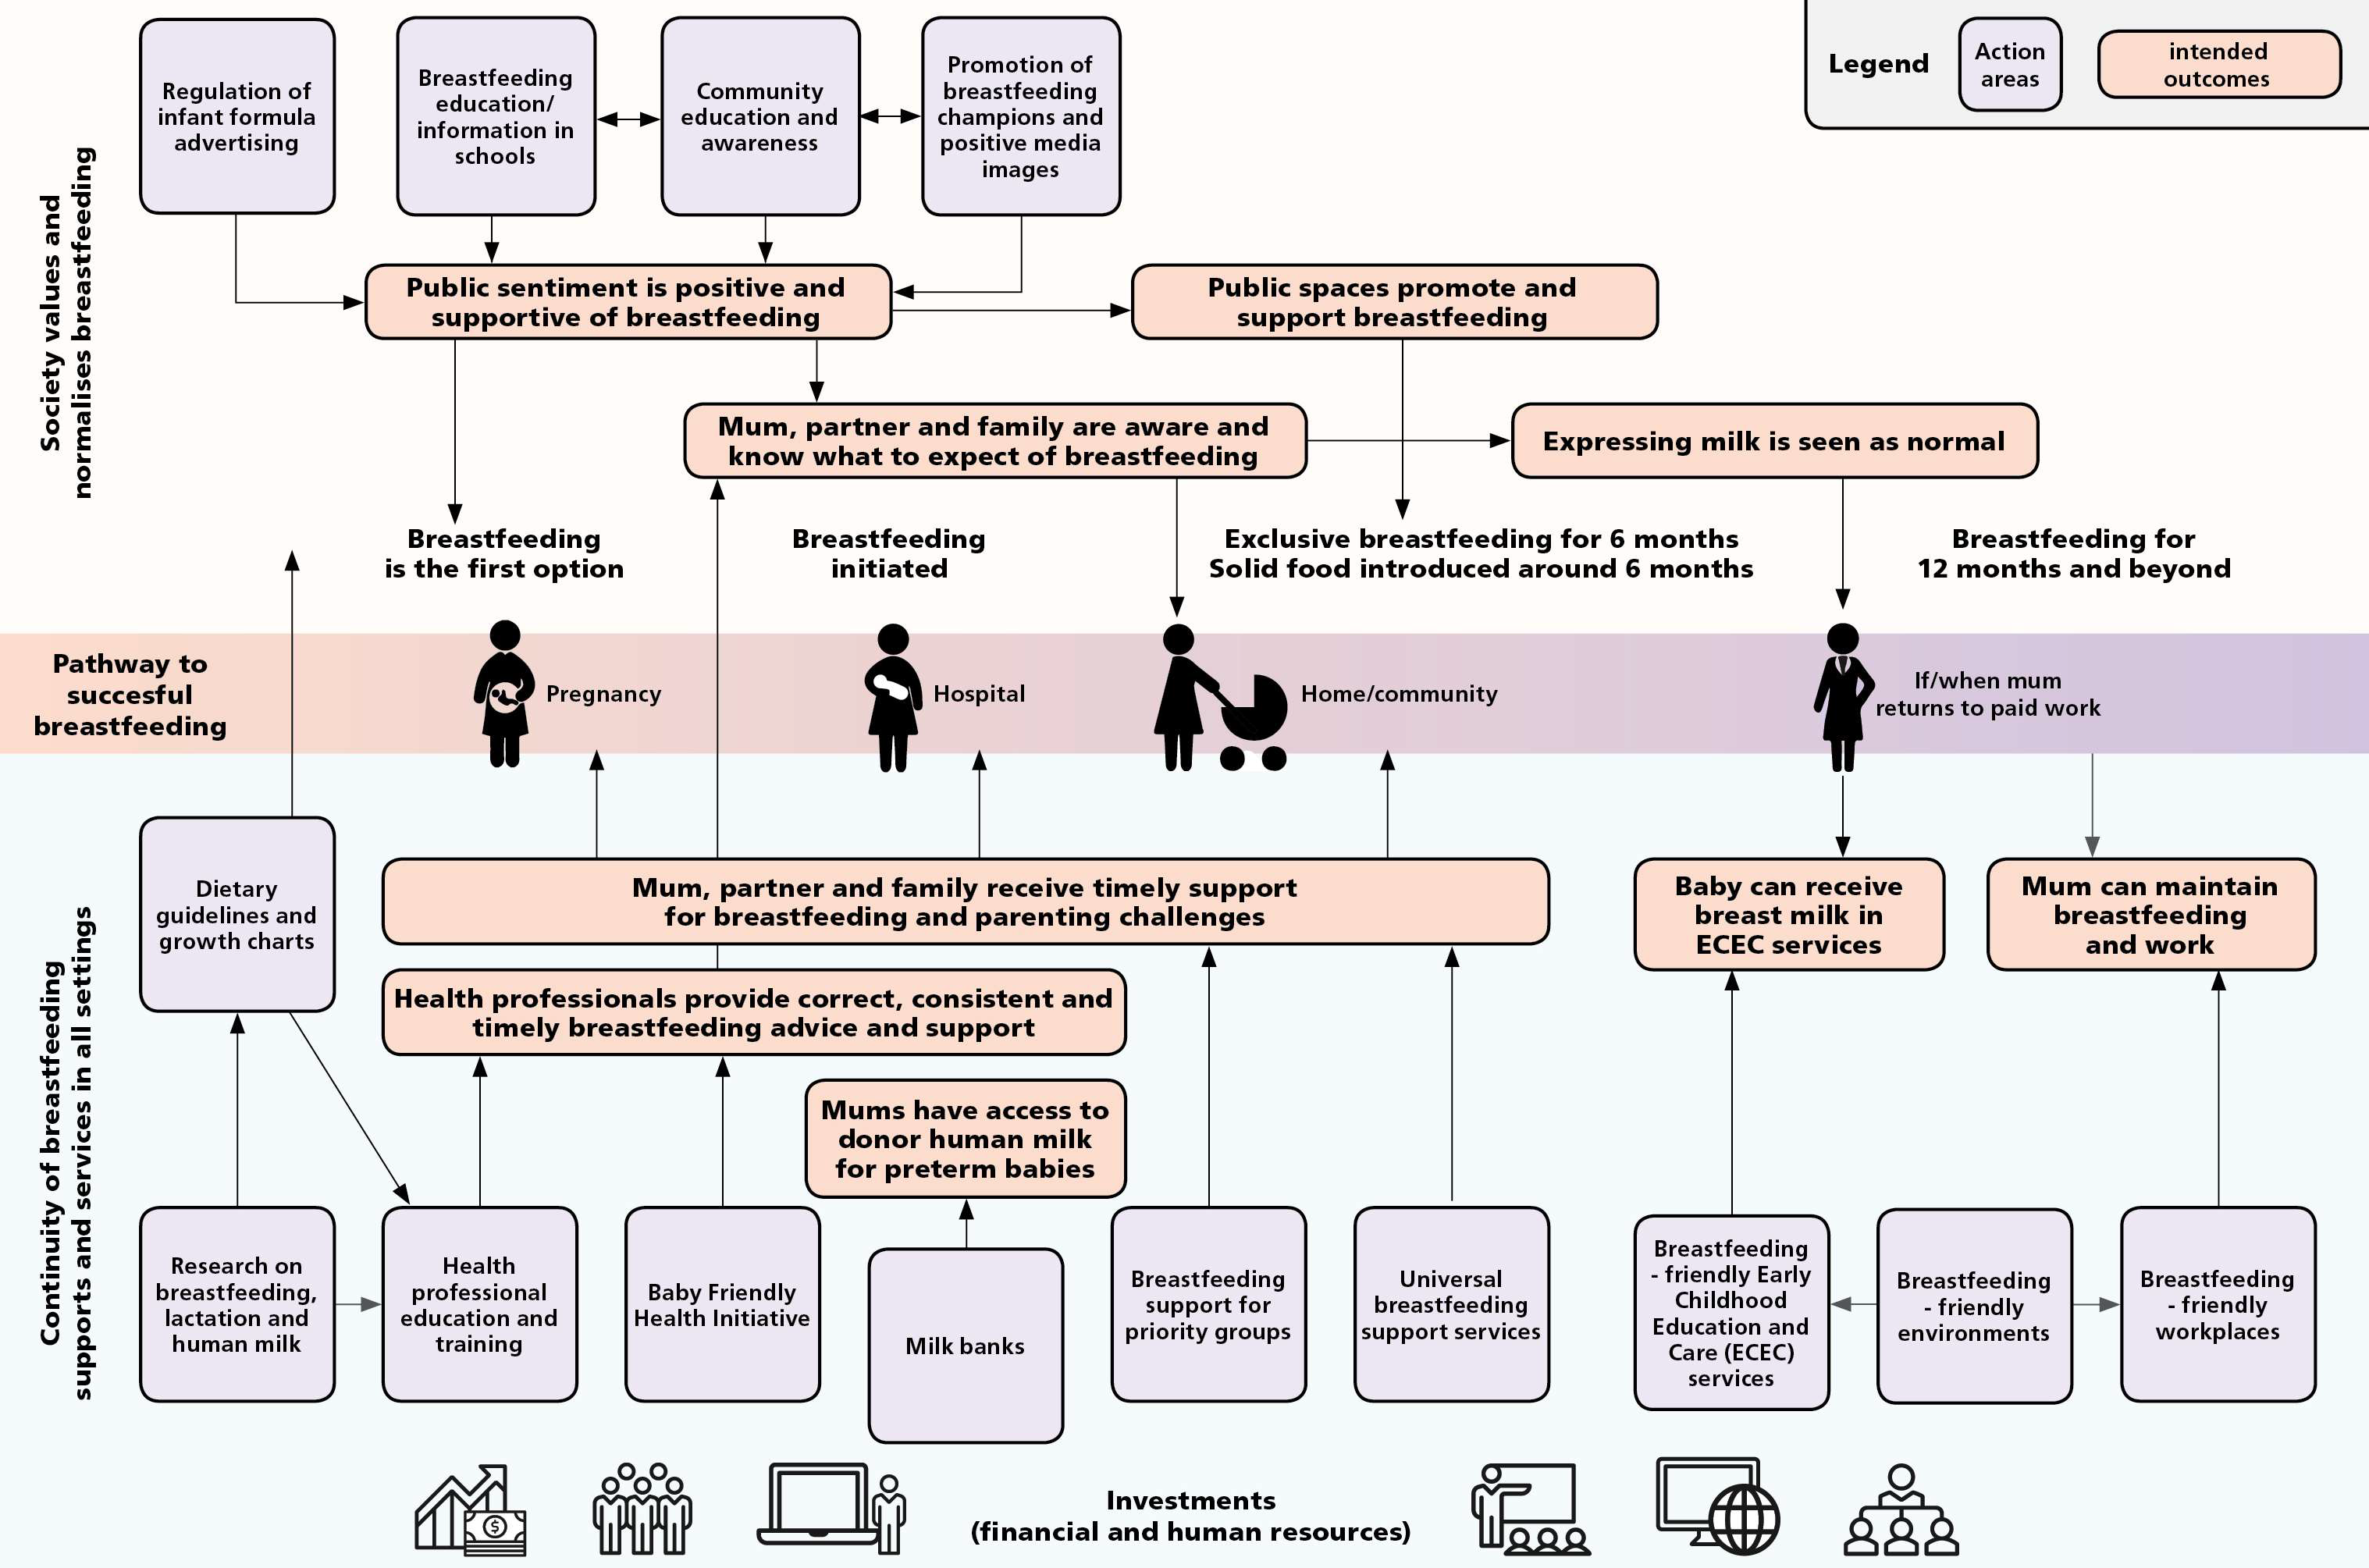 Legend
Action
areas
intended
outcomes
Society values and
normalises breastfeeding
Regulation of
infant formula
advertising
Breastfeeding
education/
information in
schools
Community
education and
awareness
Promotion of
breastfeeding
champions and
positive media
images
Public sentiment is positive and
supportive of breastfeeding
Public spaces promote and
support breastfeeding
Mum, partner and family are aware and
know what to expect of breastfeeding
Expressing milk is seen as normal
Breastfeeding
is the first option
Breastfeeding
initiated
Exclusive breastfeeding for 6 months
Solid food introduced around 6 months
Breastfeeding for
12 months and beyond
Pathway to
succesful
breastfeeding
Pregnancy
Hospital
Home/community
If/when mum
returns to paid work
Continuity of breastfeeding
supports and services in all settings
Dietary
guidelines and
growth charts
Mum, partner and family receive timely support
for breastfeeding and parenting challenges
Baby can receive
breast milk in
ECEC services
Mum can maintain
breastfeeding
and work
Health professionals provide correct, consistent and
timely breastfeeding advice and support
Mums have access to
donor human milk
for preterm babies
Research on
breastfeeding,
lactation and
human milk
Health
professional
education and
training
Baby Friendly
Health Initiative
Milk banks
Breastfeeding
support for
priority groups
Universal
breastfeeding
support services
Breastfeeding
- friendly Early
Childhood
Education and
Care (ECEC)
services
Breastfeeding
- friendly
environments
Breastfeeding
- friendly
workplaces
$
Investments
(financial and human resources)